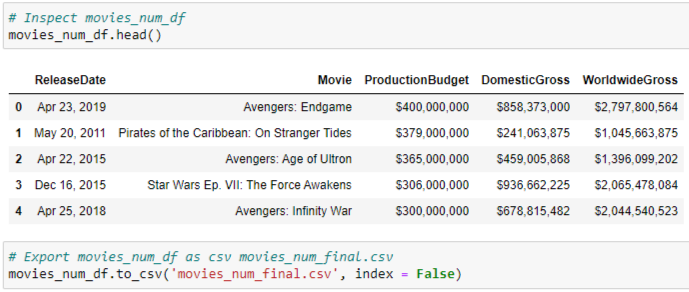 # Inspect movies_num_df
movies_num_df.head()
ReleaseDate Movie ProductionBudget DomesticGross WorldwideGross
0 Apr 23, 2019 Avengers: Endgame $400,000,000 $858,373,000 $2,797,800,564
1 May 20, 2011 Pirates of the Caribbean: On Stranger Tides $379,000,000 $241,063,875 $1,045,663,875
2 Apr 22, 2015 Avengers: Age of Ultron $365,000,000 $459,005,868 $1,396,099,202
3 Dec 16, 2015 Star Wars Ep. VII: The Force Awakens $306,000,000 $936,662,225 $2,065,478,084
4 Apr 25, 2018 Avengers: Infinity War $300,000,000 $678,815,482 $2,044,540,523
# Export movies_num_df as csv movies_num_final.csv
movies_num_df.to_csv('movies_num_final.csv', index = False)